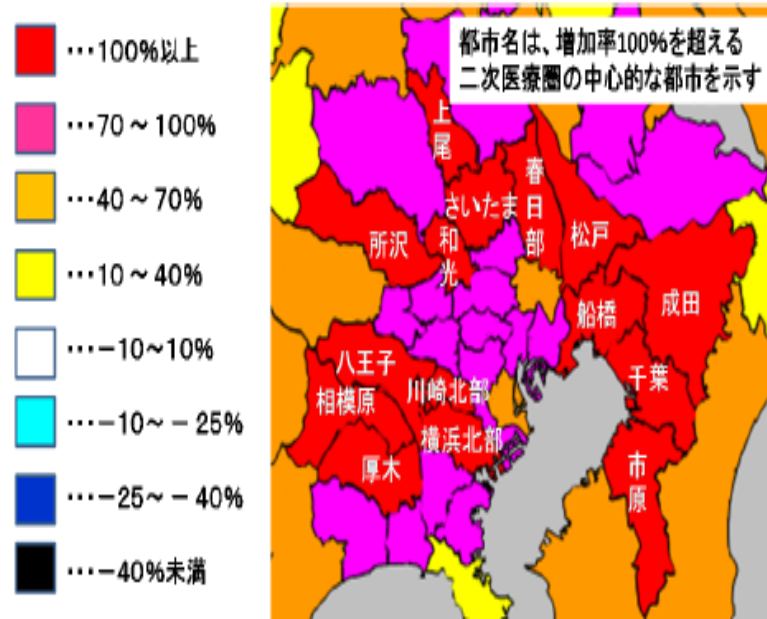 …100%以上
…70～100%
…40～70%
…10～40%
…－10~10%
…－10～－25%
…－25～－40%
…－40%未満
都市名は、増加率100%を超える
二次医療圏の中心的な都市を示す
上尾
春日部
さいたま
和光
所沢
松戸
船橋
成田
八王子
相模原
川崎北部
千葉
横浜北部
厚木
市原